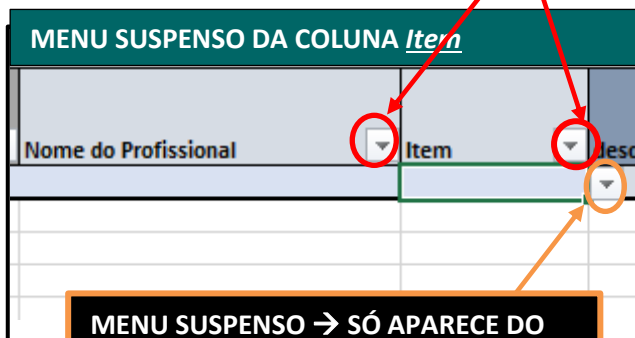 MENU SUSPENSO DA COLUNA Item
Nome do Profissional Item
MENU SUSPENSO → SÓ APARECE DO